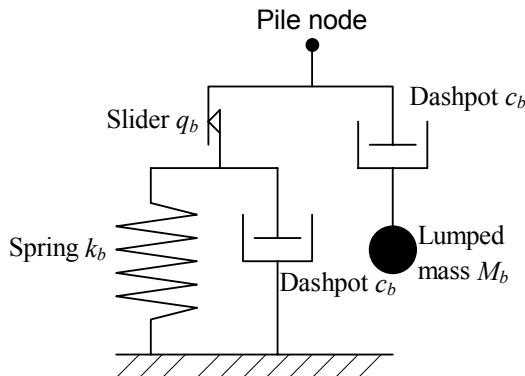 Pile node
Dashpot c_b
Slider q_b
Spring k_b
Dashpot c_b
Lumped
mass M_b